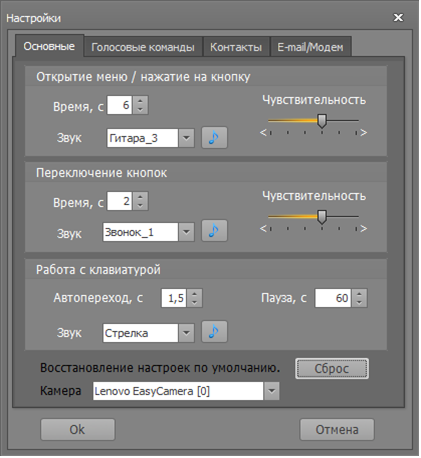 Настройки
Основные Голосовые команды Контакты E-mail/Модем
Открытие меню / нажатие на кнопку
Время, с 6 Чувствительность
Звук Гитара_3 < >
Переключение кнопок
Время, с 2 Чувствительность
Звук Звонок_1 < >
Работа с клавиатурой
Автопереход, с 1,5 Пауза, с 60
Звук Стрелка
Восстановление настроек по умолчанию. Сброс
Камера Lenovo EasyCamera [0]
Ok Отмена